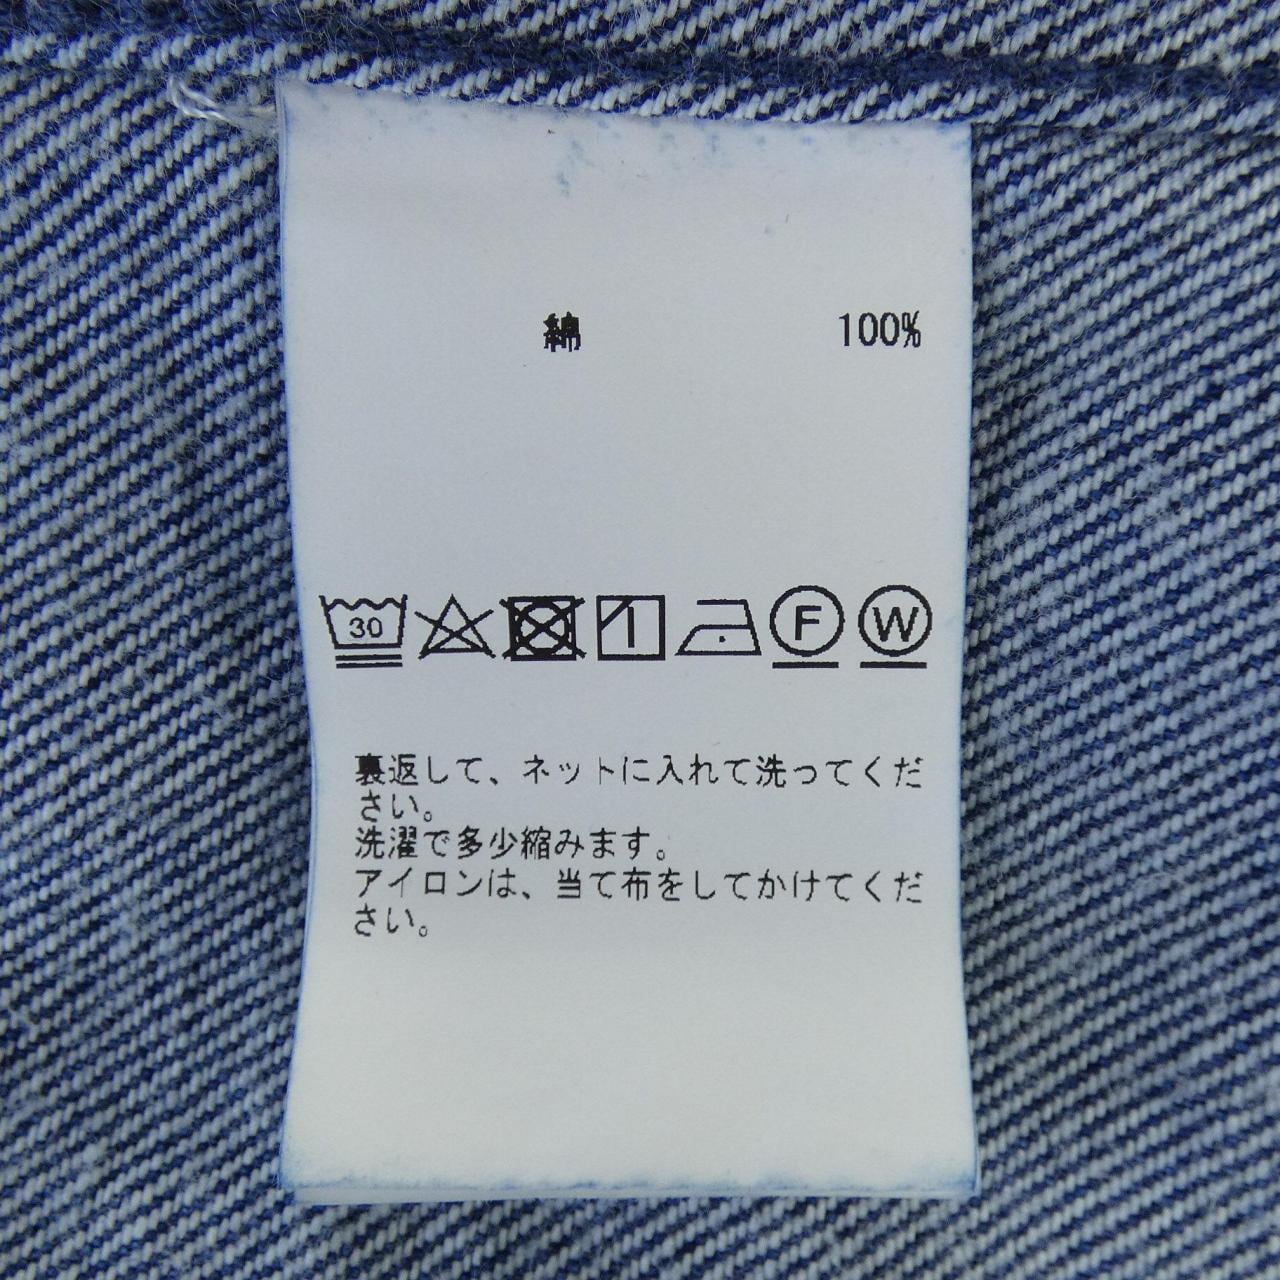 綿 100%
30 F W
裏返して、ネットに入れて洗ってくだ
さい。
洗濯で多少縮みます。
アイロンは、当て布をしてかけてくだ
さい。